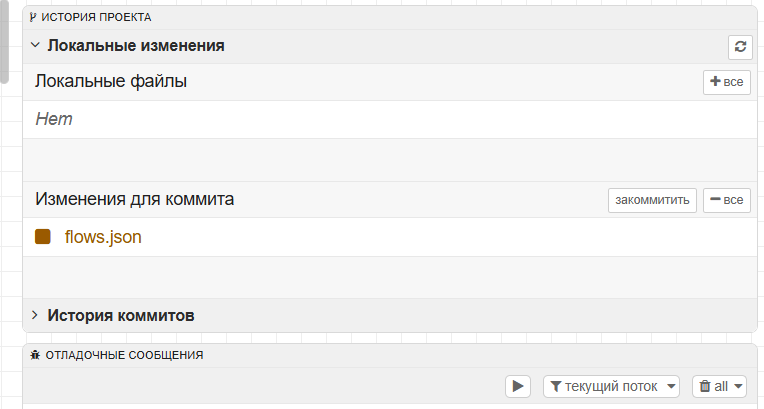 ИСТОРИЯ ПРОЕКТА
Локальные изменения
Локальные файлы
все
Нет
Изменения для коммита
закоммитить
все
flows.json
История коммитов
ОТЛАДОЧНЫЕ СООБЩЕНИЯ
текущий поток
all